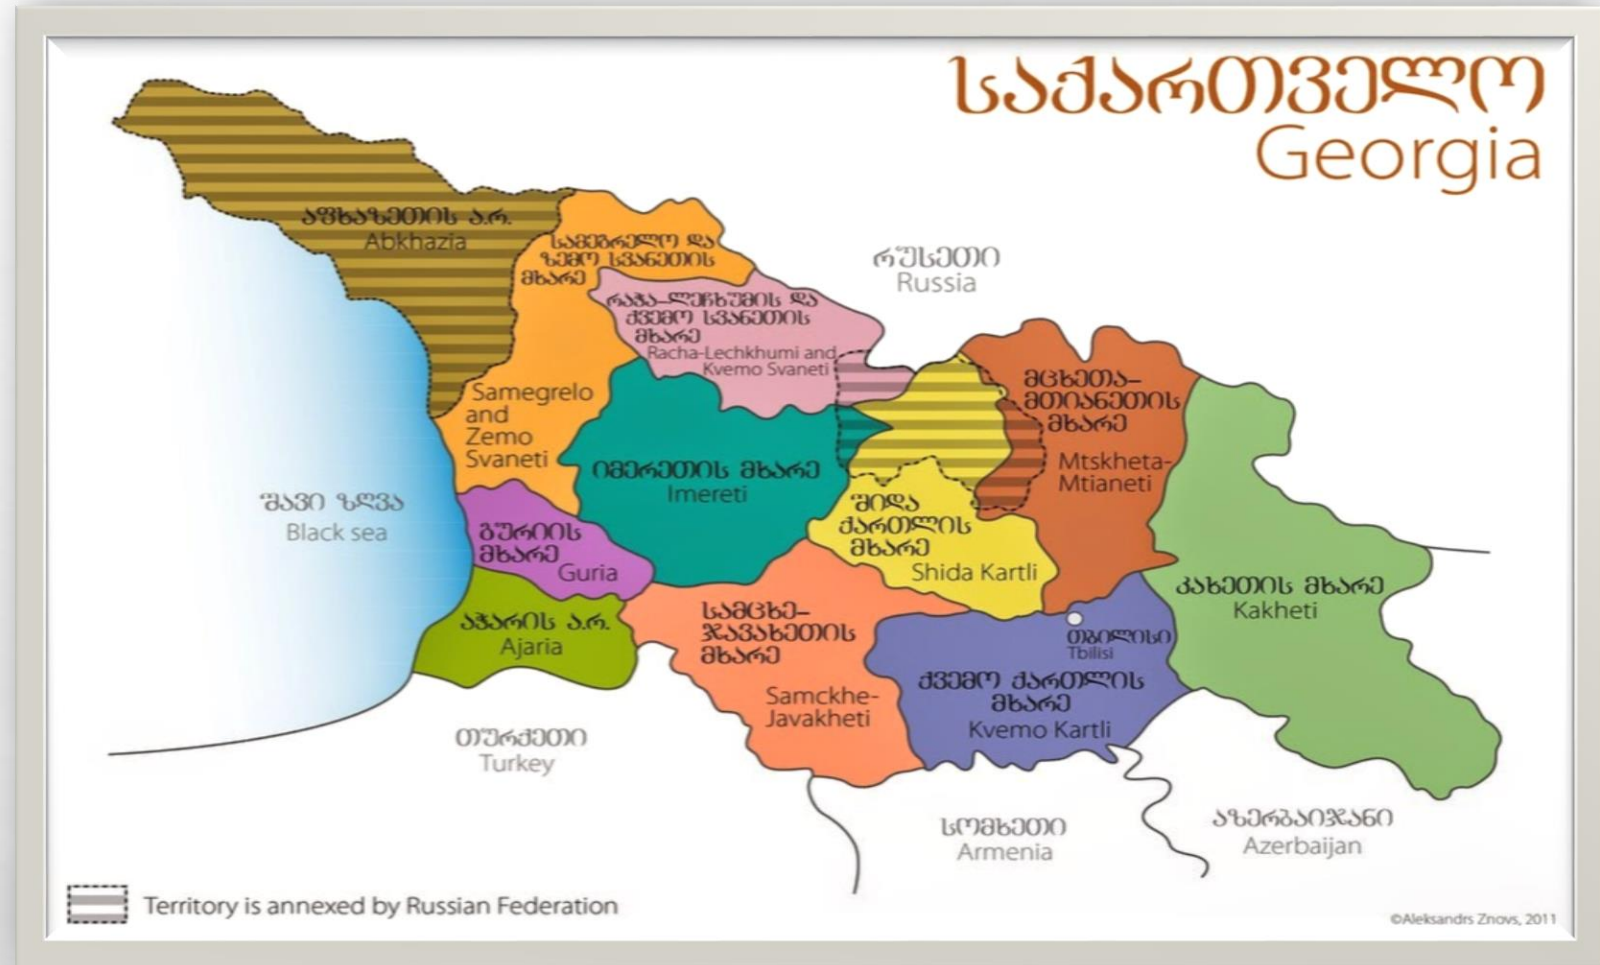 საქართველო
Georgia
აფხაზეთის ა.რ.
Abkhazia
სამეგრელო და
ზემო სვანეთის
მხარე
რუსეთი
Russia
რაჭა-ლეჩხუმის და
ქვემო სვანეთის
მხარე
Racha-Lechkhumi and
Kvemo Svaneti
მცხეთა-
მთიანეთის
მხარე
Mtskheta-
Mtianeti
Samegrelo
and
Zemo
Svaneti
იმერეთის მხარე
Imereti
შავი ზღვა
Black sea
შიდა
ქართლის
მხარე
Shida Kartli
გურიის
მხარე
Guria
კახეთის მხარე
Kakheti
აჭარის ა.რ.
Ajaria
სამცხე-
ჯავახეთის
მხარე
Samckhe-
Javakheti
თბილისი
Tbilisi
ქვემო ქართლის
მხარე
Kvemo Kartli
თურქეთი
Turkey
სომხეთი
Armenia
აზერბაიჯანი
Azerbaijan
Territory is annexed by Russian Federation
©Aleksandrs Znovs, 2011